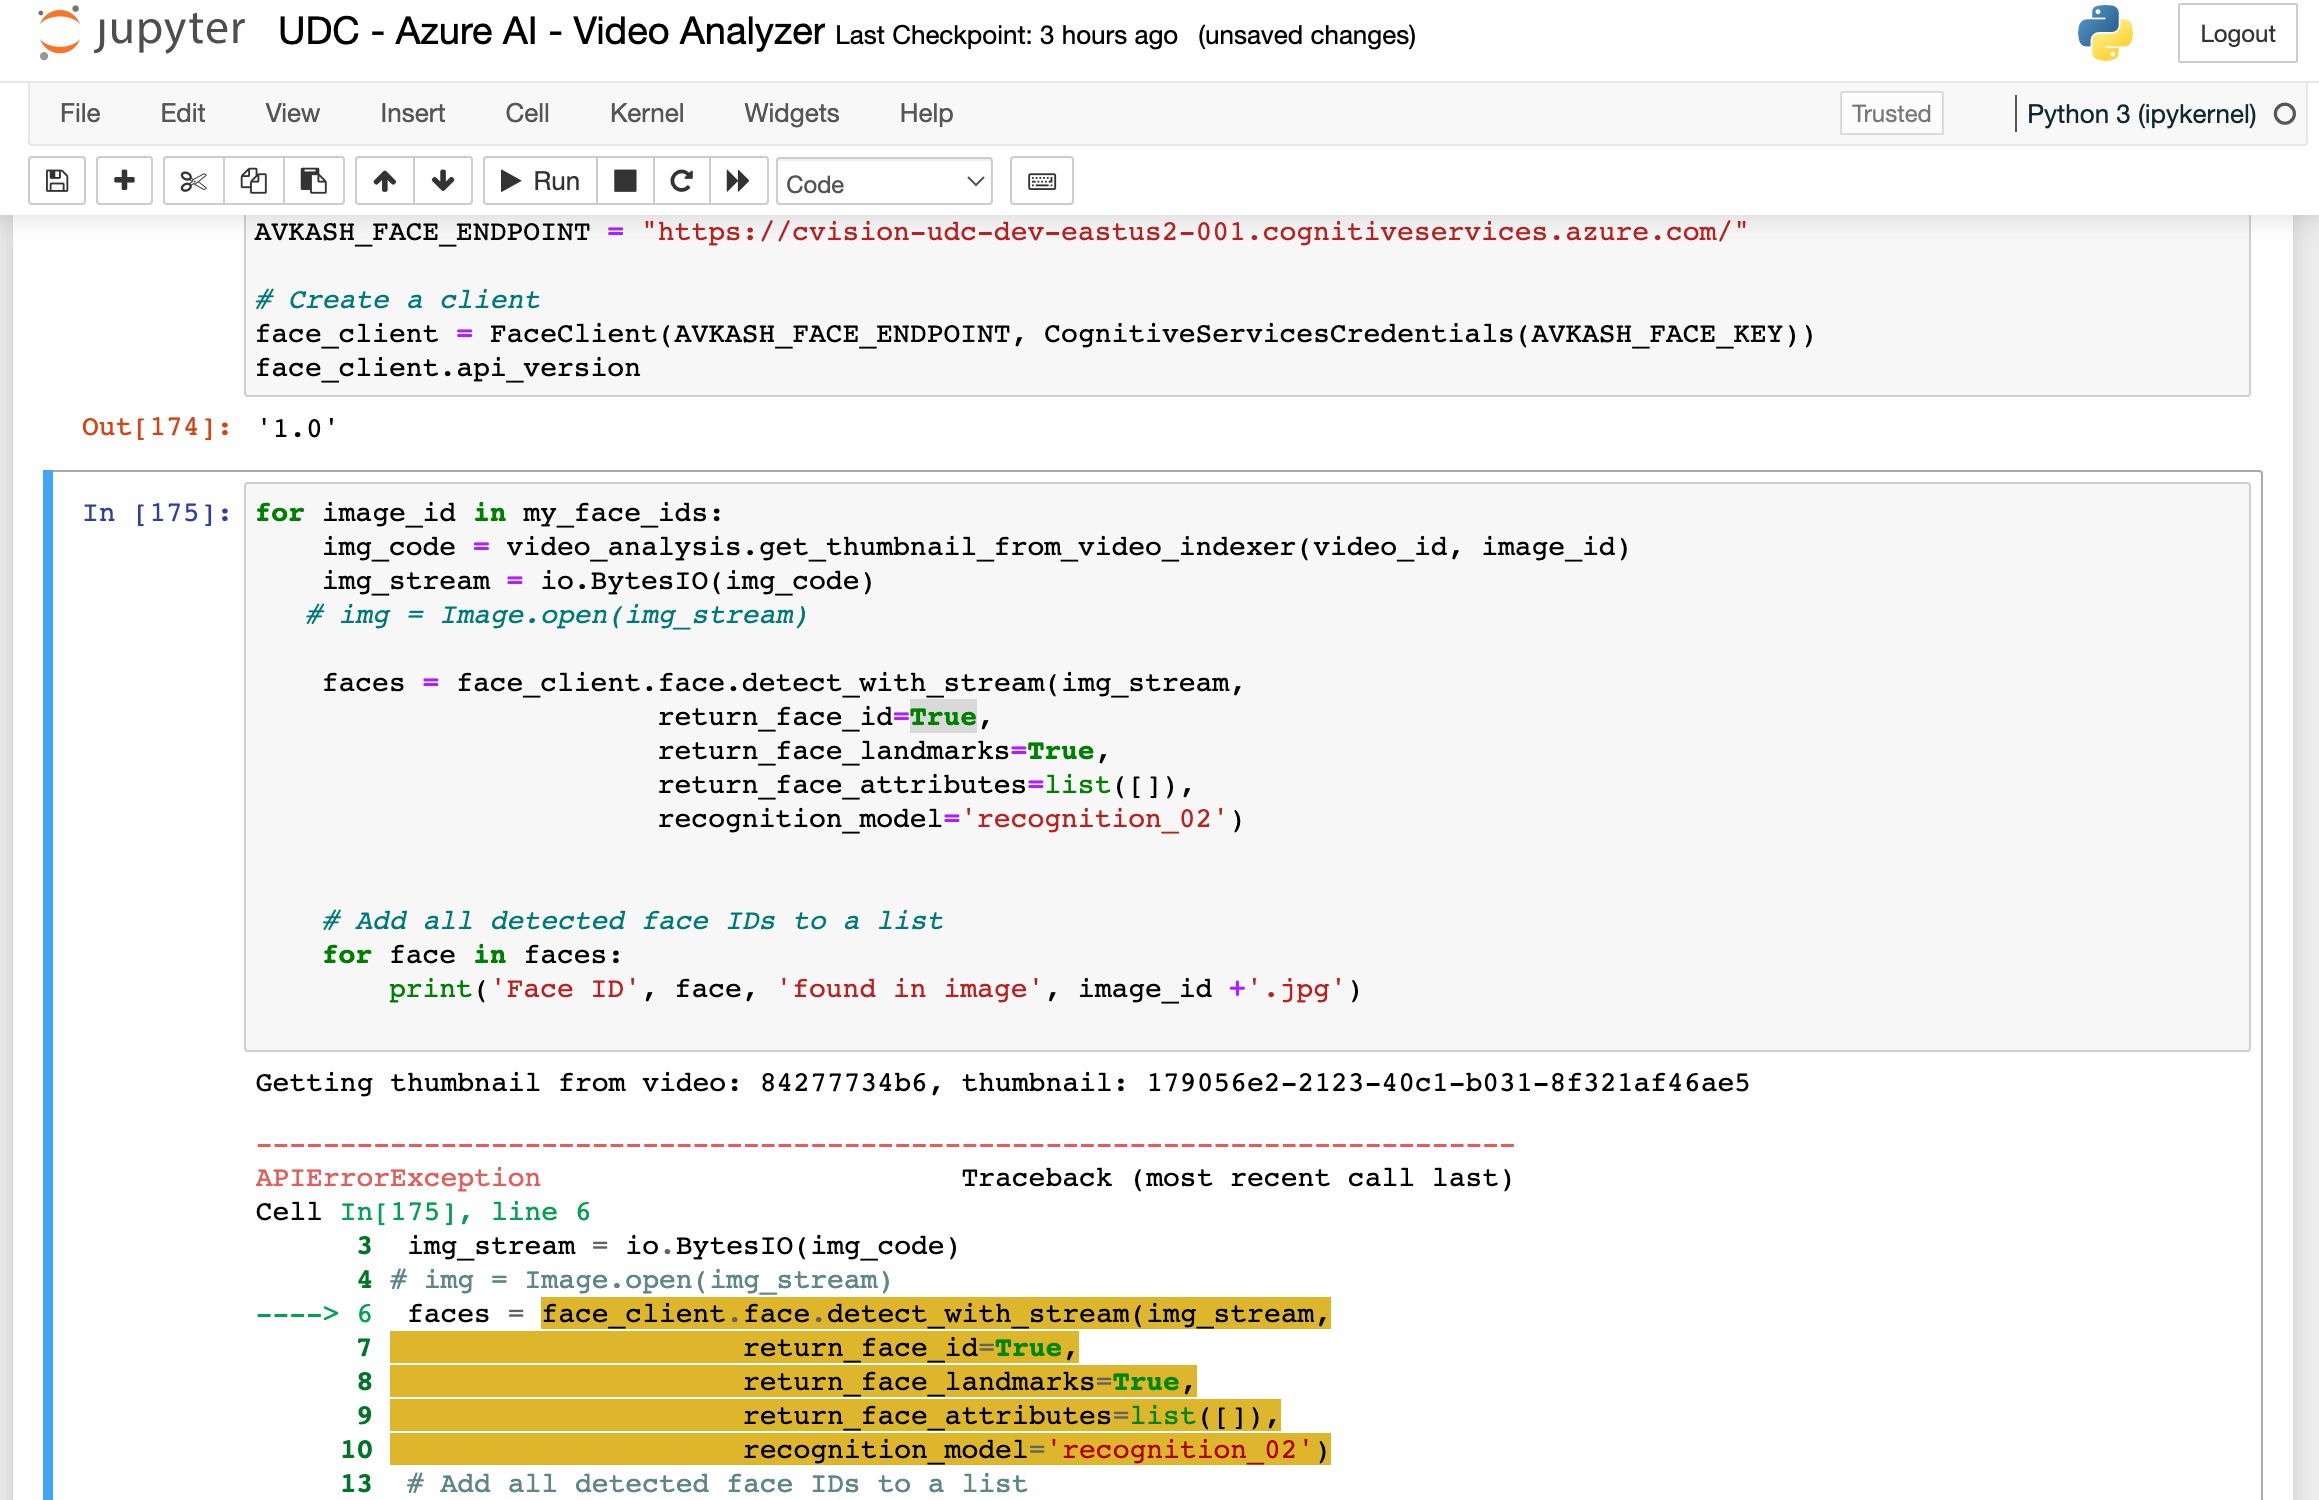 jupyter UDC - Azure AI - Video Analyzer Last Checkpoint: 3 hours ago (unsaved changes) Logout
File Edit View Insert Cell Kernel Widgets Help Trusted Python 3 (ipykernel)
Run Code
AVKASH_FACE_ENDPOINT = "https://cvision-udc-dev-eastus2-001.cognitiveservices.azure.com/"
# Create a client
face_client = FaceClient(AVKASH_FACE_ENDPOINT, CognitiveServicesCredentials(AVKASH_FACE_KEY))
face_client.api_version
Out[174]: '1.0'
In [175]: for image_id in my_face_ids:
    img_code = video_analysis.get_thumbnail_from_video_indexer(video_id, image_id)
    img_stream = io.BytesIO(img_code)
   # img = Image.open(img_stream)
    faces = face_client.face.detect_with_stream(img_stream,
                        return_face_id=True,
                        return_face_landmarks=True,
                        return_face_attributes=list([]),
                        recognition_model='recognition_02')
    # Add all detected face IDs to a list
    for face in faces:
        print('Face ID', face, 'found in image', image_id +'.jpg')
Getting thumbnail from video: 84277734b6, thumbnail: 179056e2-2123-40c1-b031-8f321af46ae5
---------------------------------------------------------------------------
APIErrorException                         Traceback (most recent call last)
Cell In[175], line 6
      3  img_stream = io.BytesIO(img_code)
      4 # img = Image.open(img_stream)
----> 6  faces = face_client.face.detect_with_stream(img_stream,
      7                      return_face_id=True,
      8                      return_face_landmarks=True,
      9                      return_face_attributes=list([]),
     10                      recognition_model='recognition_02')
     13  # Add all detected face IDs to a list